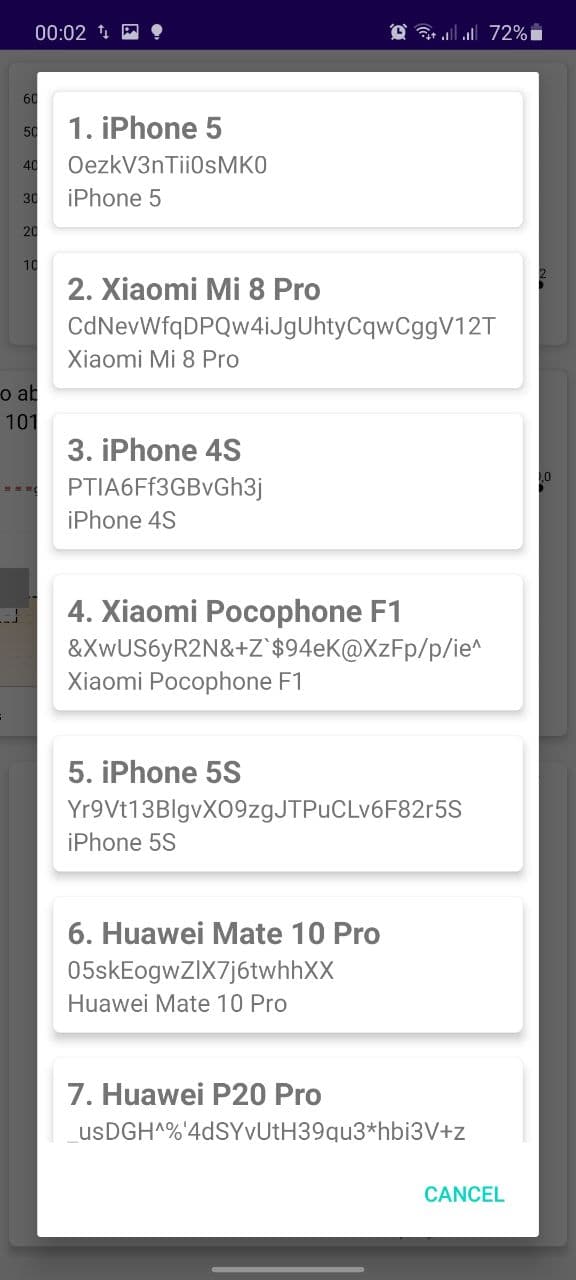 00:02
72%
60
50
40
30
20
10
1. iPhone 5
OezkV3nTii0sMK0
iPhone 5
2
2. Xiaomi Mi 8 Pro
CdNevWfqDPQw4iJgUhtyCqwCggV12T
Xiaomi Mi 8 Pro
101
3. iPhone 4S
PTIA6Ff3GBvGh3j
iPhone 4S
4. Xiaomi Pocophone F1
&XwUS6yR2N&+Z`$94eK@XzFp/p/ie^
Xiaomi Pocophone F1
5. iPhone 5S
Yr9Vt13BlgvXO9zgJTPuCLv6F82r5S
iPhone 5S
6. Huawei Mate 10 Pro
05skEogwZlX7j6twhhXX
Huawei Mate 10 Pro
7. Huawei P20 Pro
_usDGH^%'4dSYvUtH39qu3*hbi3V+z
CANCEL